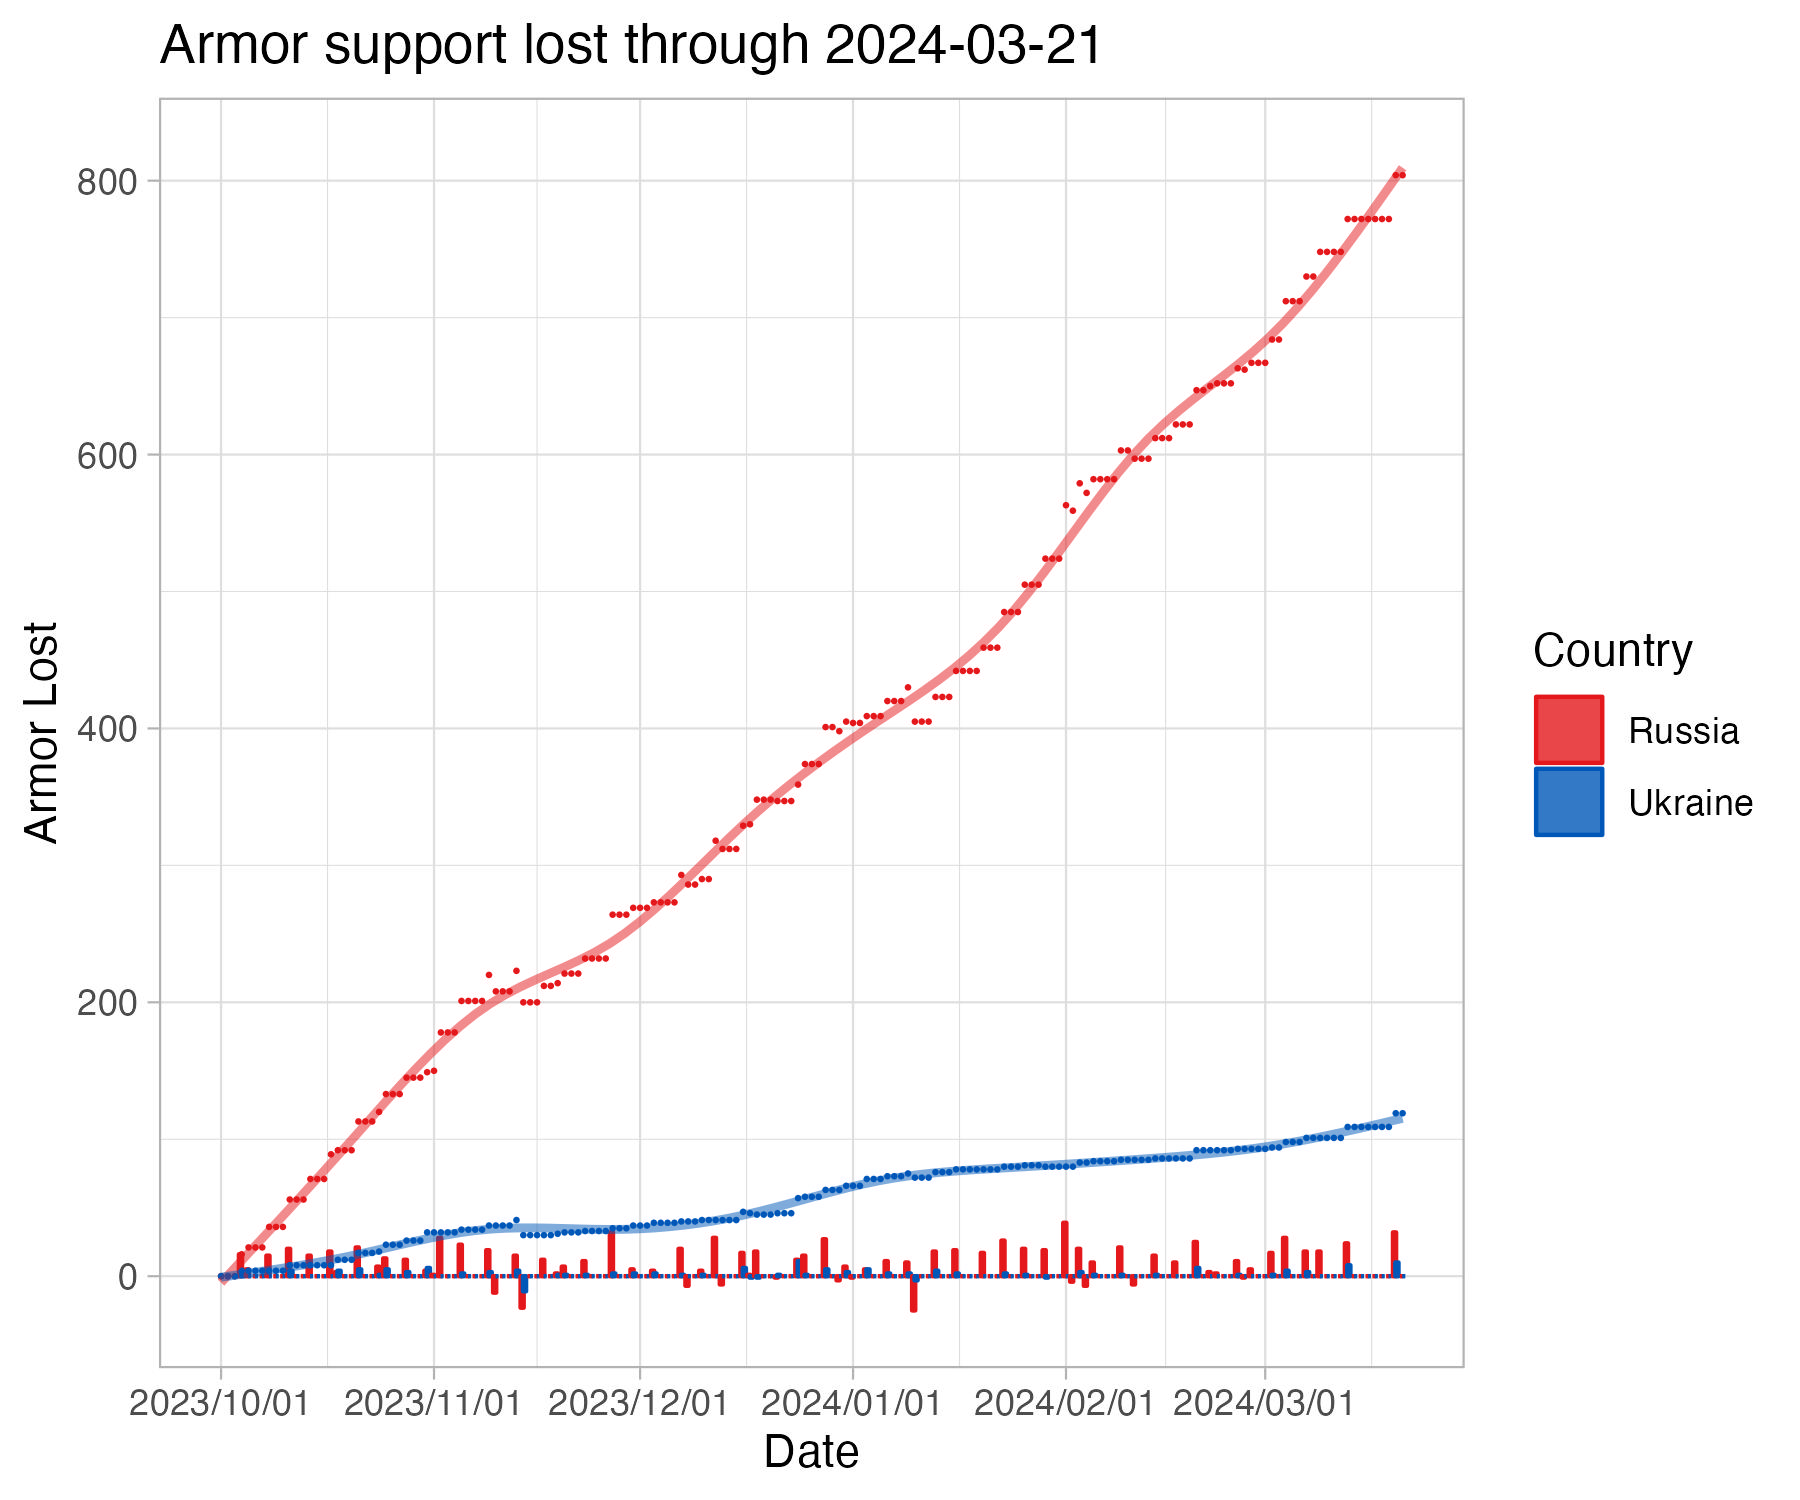 Armor support lost through 2024-03-21
Armor Lost
800
600
400
200
0
2023/10/01 2023/11/01 2023/12/01 2024/01/01 2024/02/01 2024/03/01
Date
Country
Russia
Ukraine